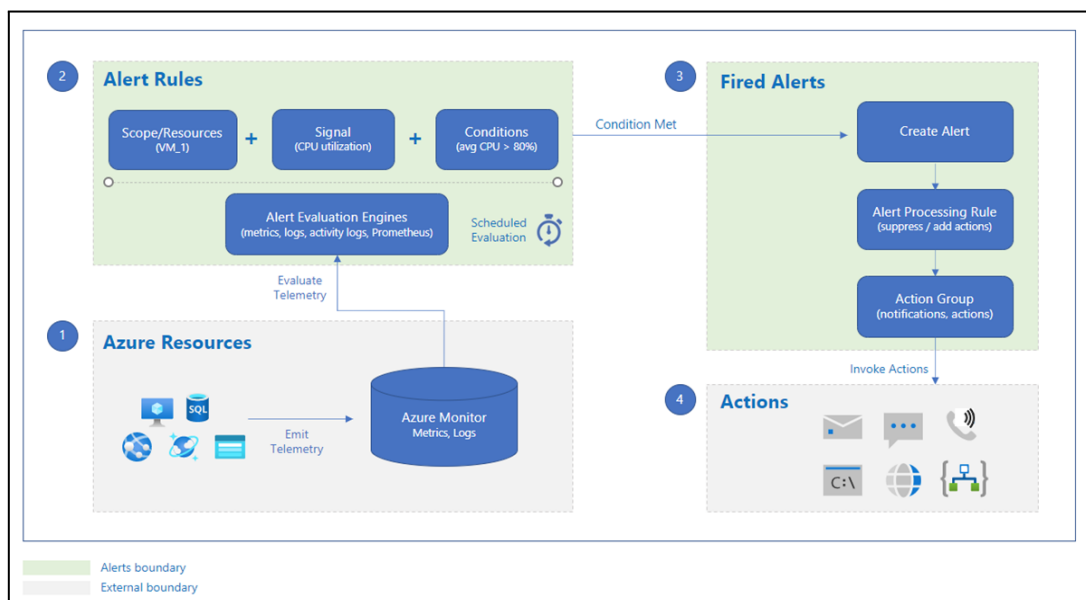 2
Alert Rules
Scope/Resources
(VM_1)
+
Signal
(CPU utilization)
+
Conditions
(avg CPU > 80%)
Alert Evaluation Engines
(metrics, logs, activity logs, Prometheus)
Scheduled
Evaluation
Condition Met
3
Fired Alerts
Create Alert
Alert Processing Rule
(suppress / add actions)
Action Group
(notifications, actions)
Evaluate
Telemetry
Invoke Actions
1
Azure Resources
SQL
Emit
Telemetry
Azure Monitor
Metrics, Logs
4
Actions
C:\
Alerts boundary
External boundary